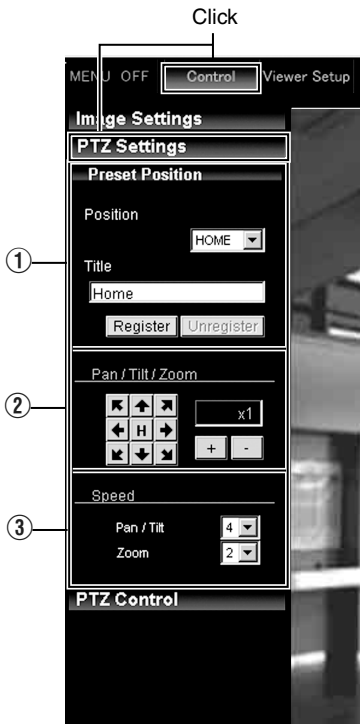 Click
MENU OFF Control Viewer Setup
Image Settings
PTZ Settings
Preset Position
Position
HOME
①
Title
Home
Register Unregister
Pan / Tilt / Zoom
②
x1
H
+ -
Speed
③
Pan / Tilt 4
Zoom 2
PTZ Control